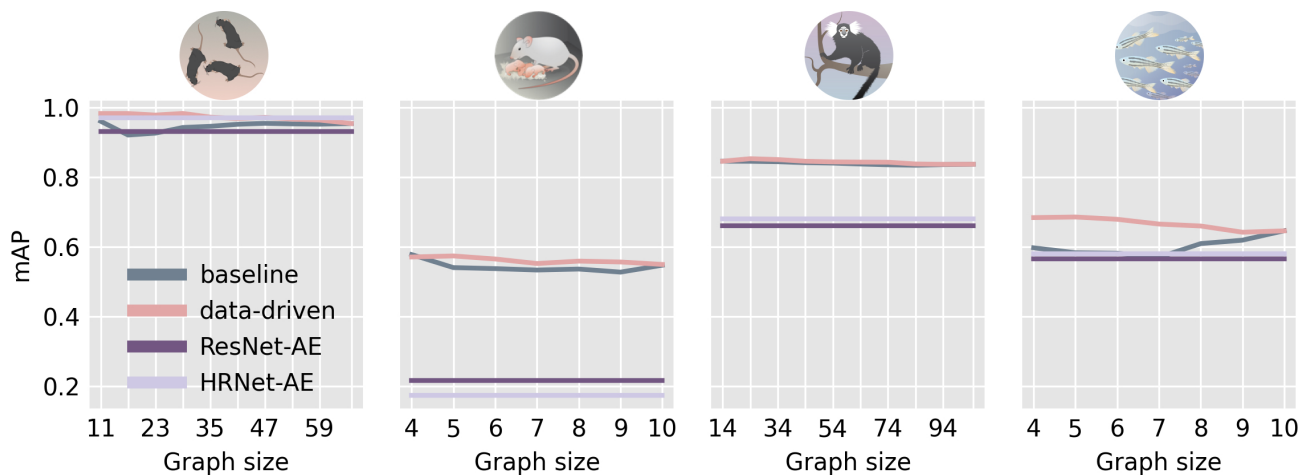 1.0
0.8
0.6
0.4
0.2
mAP
baseline
data-driven
ResNet-AE
HRNet-AE
11 23 35 47 59
4 5 6 7 8 9 10
14 34 54 74 94
4 5 6 7 8 9 10
Graph size
Graph size
Graph size
Graph size